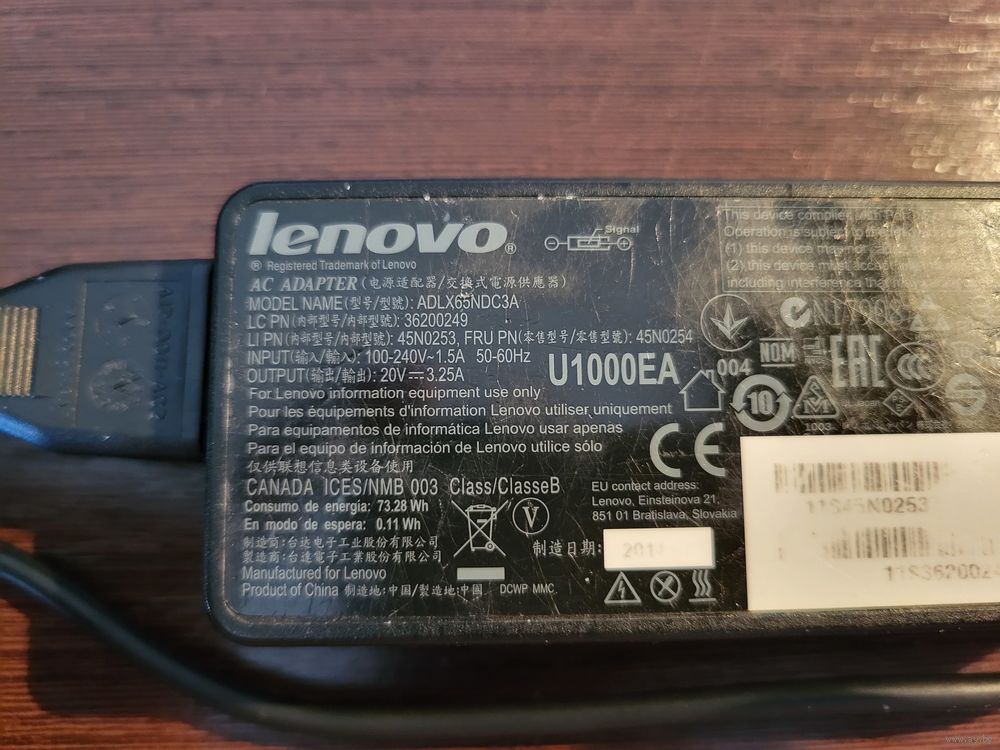 lenovo®
® Registered Trademark of Lenovo
Signal
AC ADAPTER (电源适配器/交换式電源供應器)
MODEL NAME(型号/型號): ADLX65NDC3A
LC PN(内部型号/內部型號): 36200249
LI PN(内部型号/內部型號): 45N0253, FRU PN(零售型号/零售型號): 45N0254
INPUT(输入/輸入): 100-240V~1.5A 50-60Hz
OUTPUT(输出/輸出): 20V⎓3.25A
U1000EA
For Lenovo information equipment use only
Pour les équipements d'information Lenovo utiliser uniquement
Para equipamentos de informática Lenovo usar apenas
Para el equipo de información de Lenovo utilice sólo
仅供联想信息类设备使用
CANADA ICES/NMB 003 Class/ClasseB
Consumo de energia: 73.28 Wh
En modo de espera: 0.11 Wh
制造商: 台达电子工业股份有限公司
製造商: 台達電子工業股份有限公司
Manufactured for Lenovo
Product of China 制造地:中国/製造地:中國 DCWP MMC
V
制造日期:
EU contact address:
Lenovo, Einsteinova 21,
851 01 Bratislava, Slovakia
This device complies with
Operation is subject to
(1) this device may not
(2) this device must
including interference that
004
NOM
EAC
CCC
10
1003
CE
11S45N0253